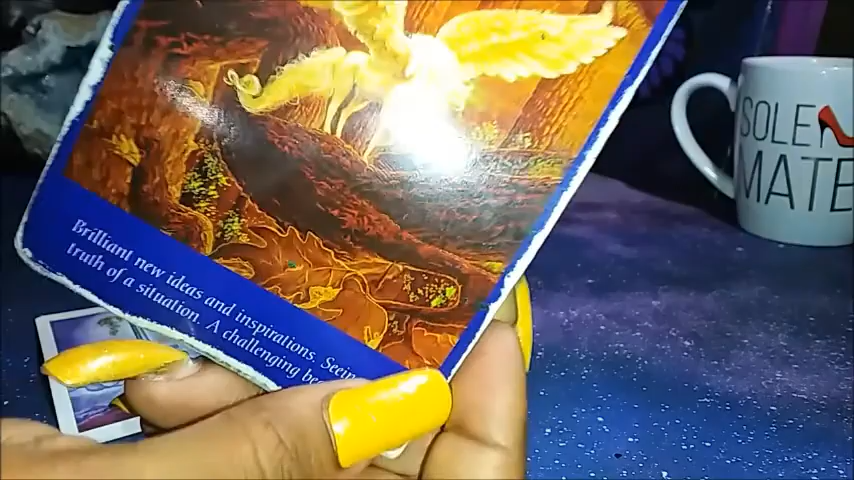 Brilliant new ideas and inspirations. Seeing
truth of a situation. A challenging
SOLE
MATE